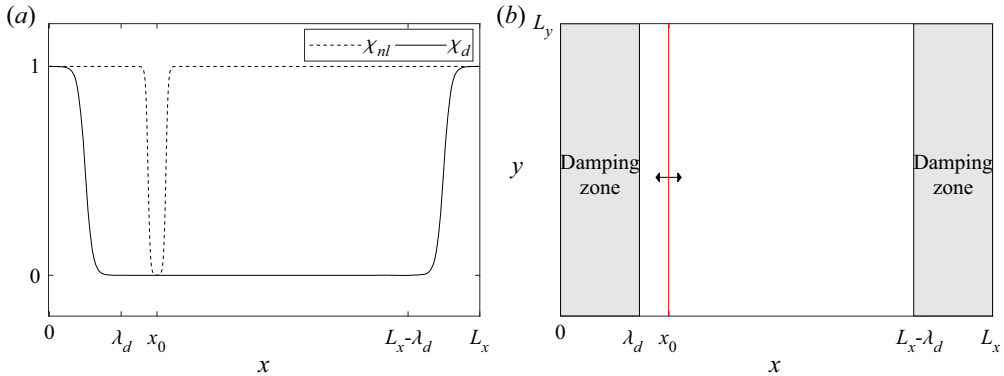 (a)
χnl χd
1
0
0 λd x0 Lx-λd Lx
x
(b)
Ly
y
Damping zone
Damping zone
0 λd x0 Lx-λd Lx
x